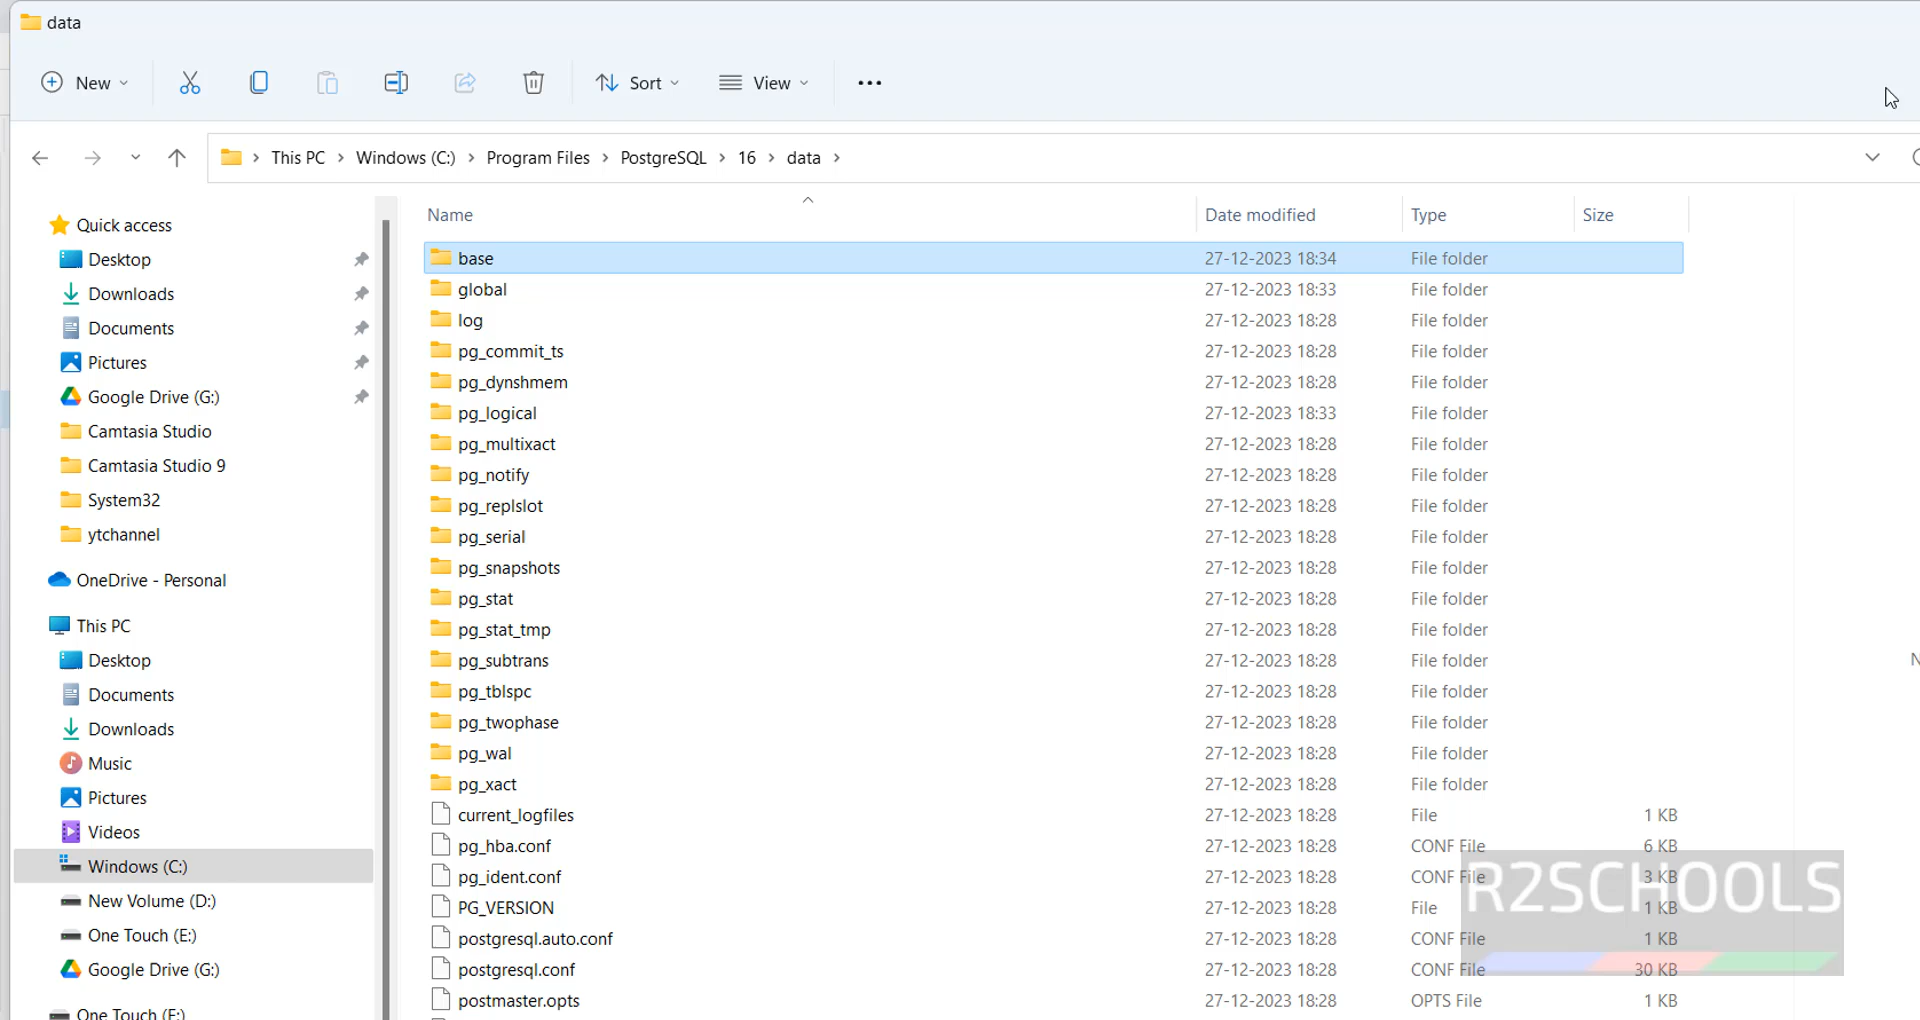 data
New
Sort
View
This PC > Windows (C:) > Program Files > PostgreSQL > 16 > data >
Quick access
Desktop
Downloads
Documents
Pictures
Google Drive (G:)
Camtasia Studio
Camtasia Studio 9
System32
ytchannel
OneDrive - Personal
This PC
Desktop
Documents
Downloads
Music
Pictures
Videos
Windows (C:)
New Volume (D:)
One Touch (E:)
Google Drive (G:)
One Touch (E:)
Name Date modified Type Size
base 27-12-2023 18:34 File folder
global 27-12-2023 18:33 File folder
log 27-12-2023 18:28 File folder
pg_commit_ts 27-12-2023 18:28 File folder
pg_dynshmem 27-12-2023 18:28 File folder
pg_logical 27-12-2023 18:33 File folder
pg_multixact 27-12-2023 18:28 File folder
pg_notify 27-12-2023 18:28 File folder
pg_replslot 27-12-2023 18:28 File folder
pg_serial 27-12-2023 18:28 File folder
pg_snapshots 27-12-2023 18:28 File folder
pg_stat 27-12-2023 18:28 File folder
pg_stat_tmp 27-12-2023 18:28 File folder
pg_subtrans 27-12-2023 18:28 File folder
pg_tblspc 27-12-2023 18:28 File folder
pg_twophase 27-12-2023 18:28 File folder
pg_wal 27-12-2023 18:28 File folder
pg_xact 27-12-2023 18:28 File folder
current_logfiles 27-12-2023 18:28 File 1 KB
pg_hba.conf 27-12-2023 18:28 CONF File 6 KB
pg_ident.conf 27-12-2023 18:28 CONF File 3 KB
PG_VERSION 27-12-2023 18:28 File 1 KB
postgresql.auto.conf 27-12-2023 18:28 CONF File 1 KB
postgresql.conf 27-12-2023 18:28 CONF File 30 KB
postmaster.opts 27-12-2023 18:28 OPTS File 1 KB
R2SCHOOLS